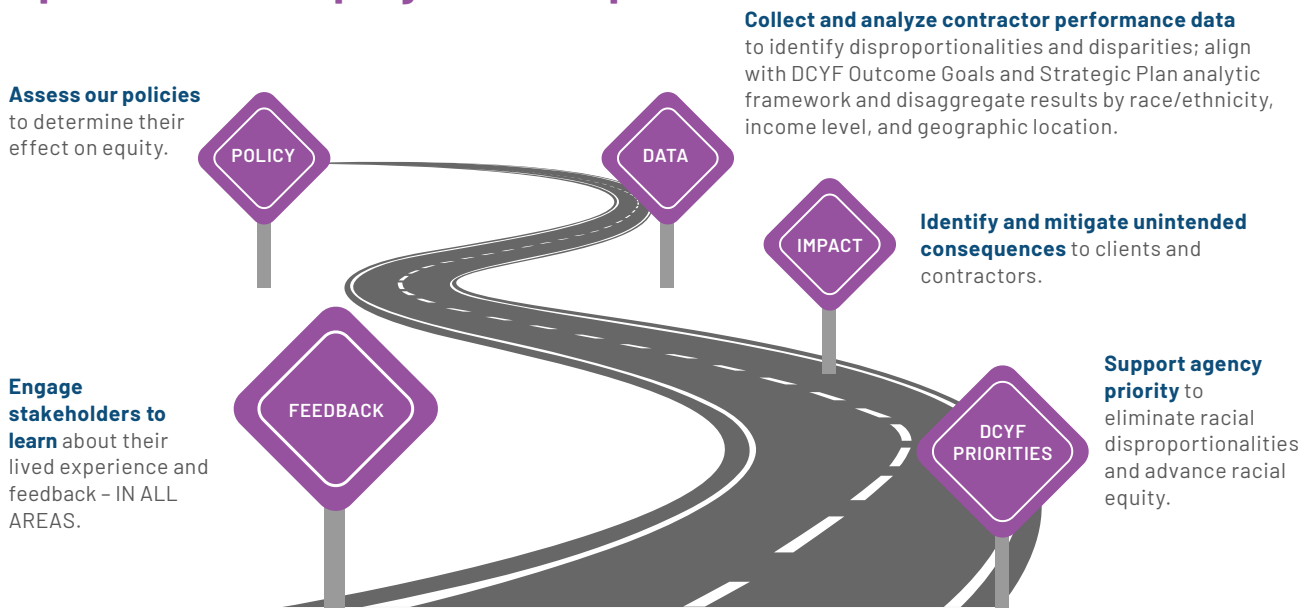 Collect and analyze contractor performance data
to identify disproportionalities and disparities; align
with DCYF Outcome Goals and Strategic Plan analytic
framework and disaggregate results by race/ethnicity,
income level, and geographic location.
Assess our policies
to determine their
effect on equity.
POLICY
DATA
IMPACT
Identify and mitigate unintended
consequences to clients and
contractors.
Engage
stakeholders to
learn about their
lived experience and
feedback – IN ALL
AREAS.
FEEDBACK
DCYF
PRIORITIES
Support agency
priority to
eliminate racial
disproportionalities
and advance racial
equity.